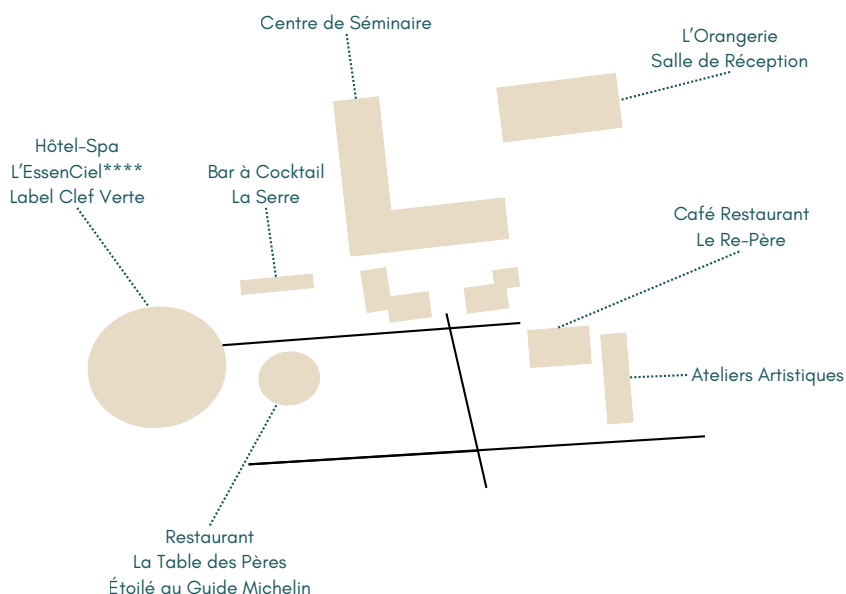 Centre de Séminaire
L'Orangerie
Salle de Réception
Hôtel-Spa
L'EssenCiel****
Label Clef Verte
Bar à Cocktail
La Serre
Café Restaurant
Le Re-Père
Ateliers Artistiques
Restaurant
La Table des Pères
Étoilé au Guide Michelin